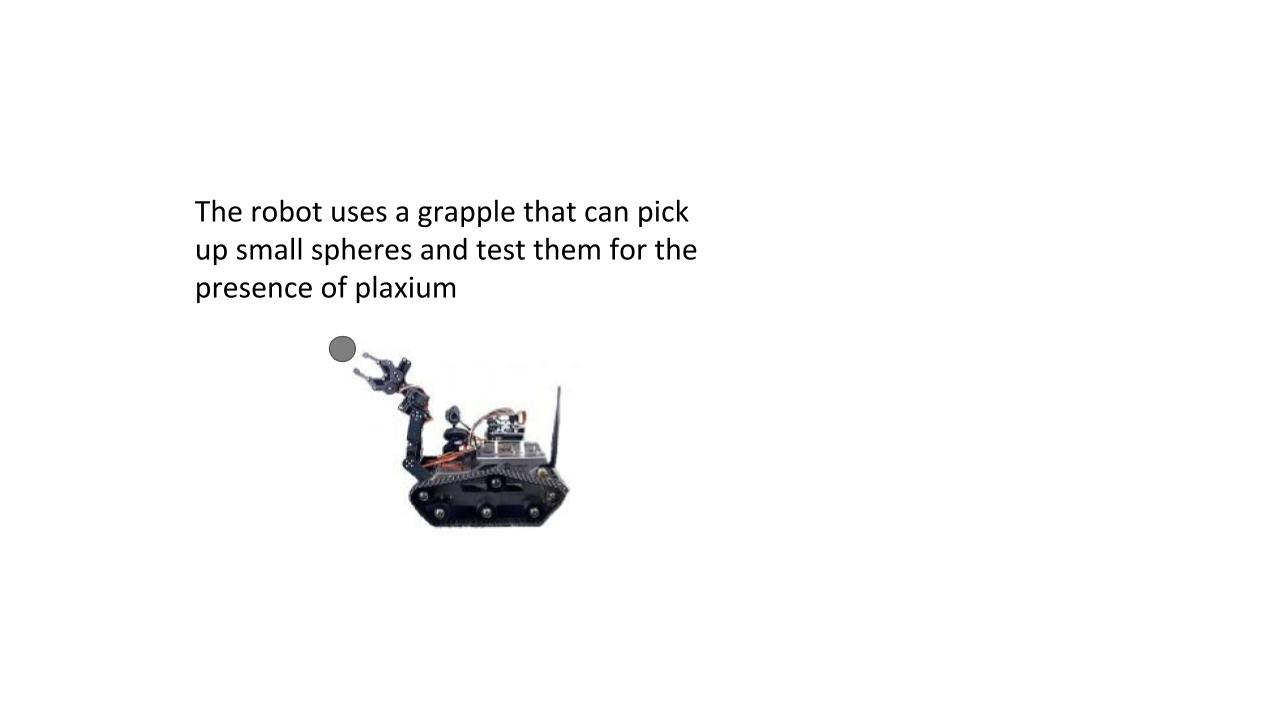 The robot uses a grapple that can pick
up small spheres and test them for the
presence of plaxium